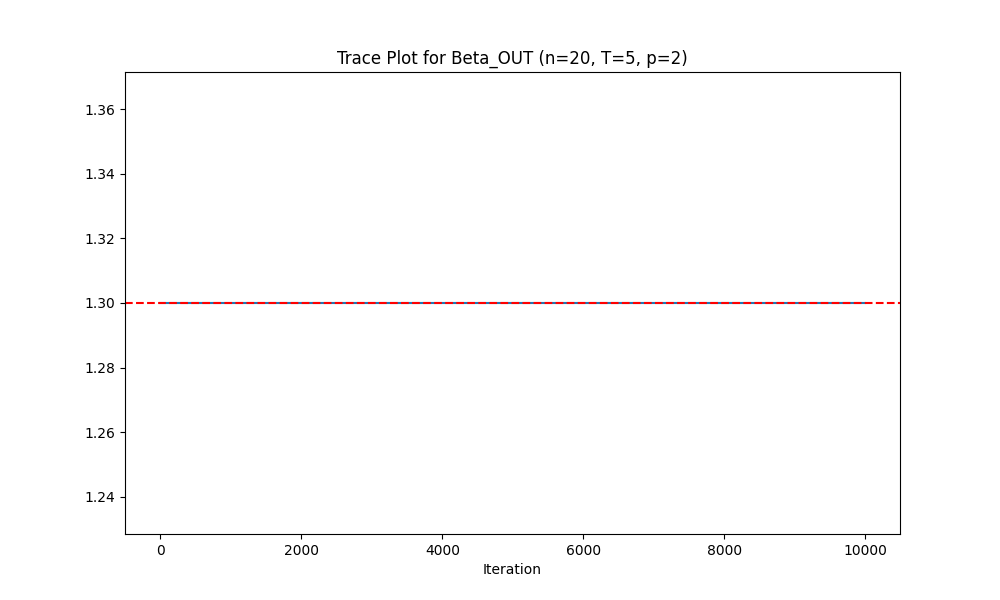 Trace Plot for Beta_OUT (n=20, T=5, p=2)
1.36
1.34
1.32
1.30
1.28
1.26
1.24
0 2000 4000 6000 8000 10000
Iteration